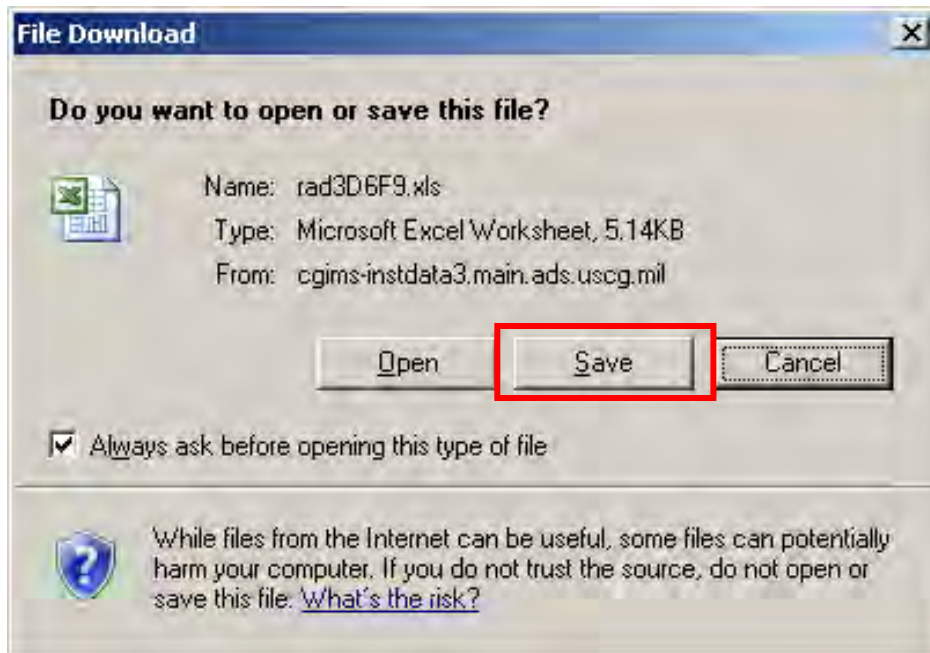 File Download
Do you want to open or save this file?
Name: rad3D6F9.xls
Type: Microsoft Excel Worksheet, 5.14KB
From: cgims-instdata3.main.ads.uscg.mil
Open Save Cancel
Always ask before opening this type of file
While files from the Internet can be useful, some files can potentially
harm your computer. If you do not trust the source, do not open or
save this file. What's the risk?